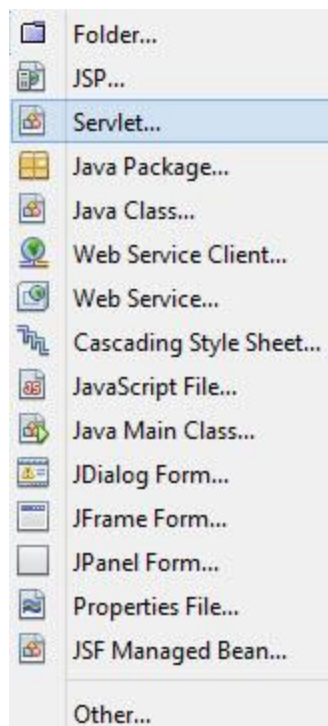 Folder...
JSP...
Servlet...
Java Package...
Java Class...
Web Service Client...
Web Service...
Cascading Style Sheet...
JavaScript File...
Java Main Class...
JDialog Form...
JFrame Form...
JPanel Form...
Properties File...
JSF Managed Bean...
Other...